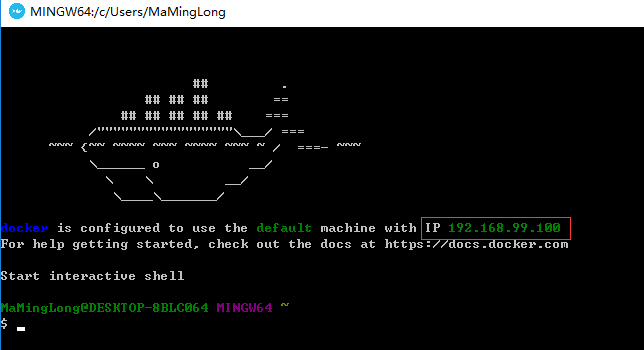 MINGW64:/c/Users/MaMingLong
##         .
## ## ##        ==
## ## ## ## ##    ===
/"""""""""""""""""\___/ ===
~~~ {~~ ~~~~ ~~~ ~~~~ ~~~ ~ /  ===- ~~~
\______ o           __/
\    \         __/
\____\_______/
docker is configured to use the default machine with IP 192.168.99.100
For help getting started, check out the docs at https://docs.docker.com
Start interactive shell
MaMingLong@DESKTOP-8BLC064 MINGW64 ~
$